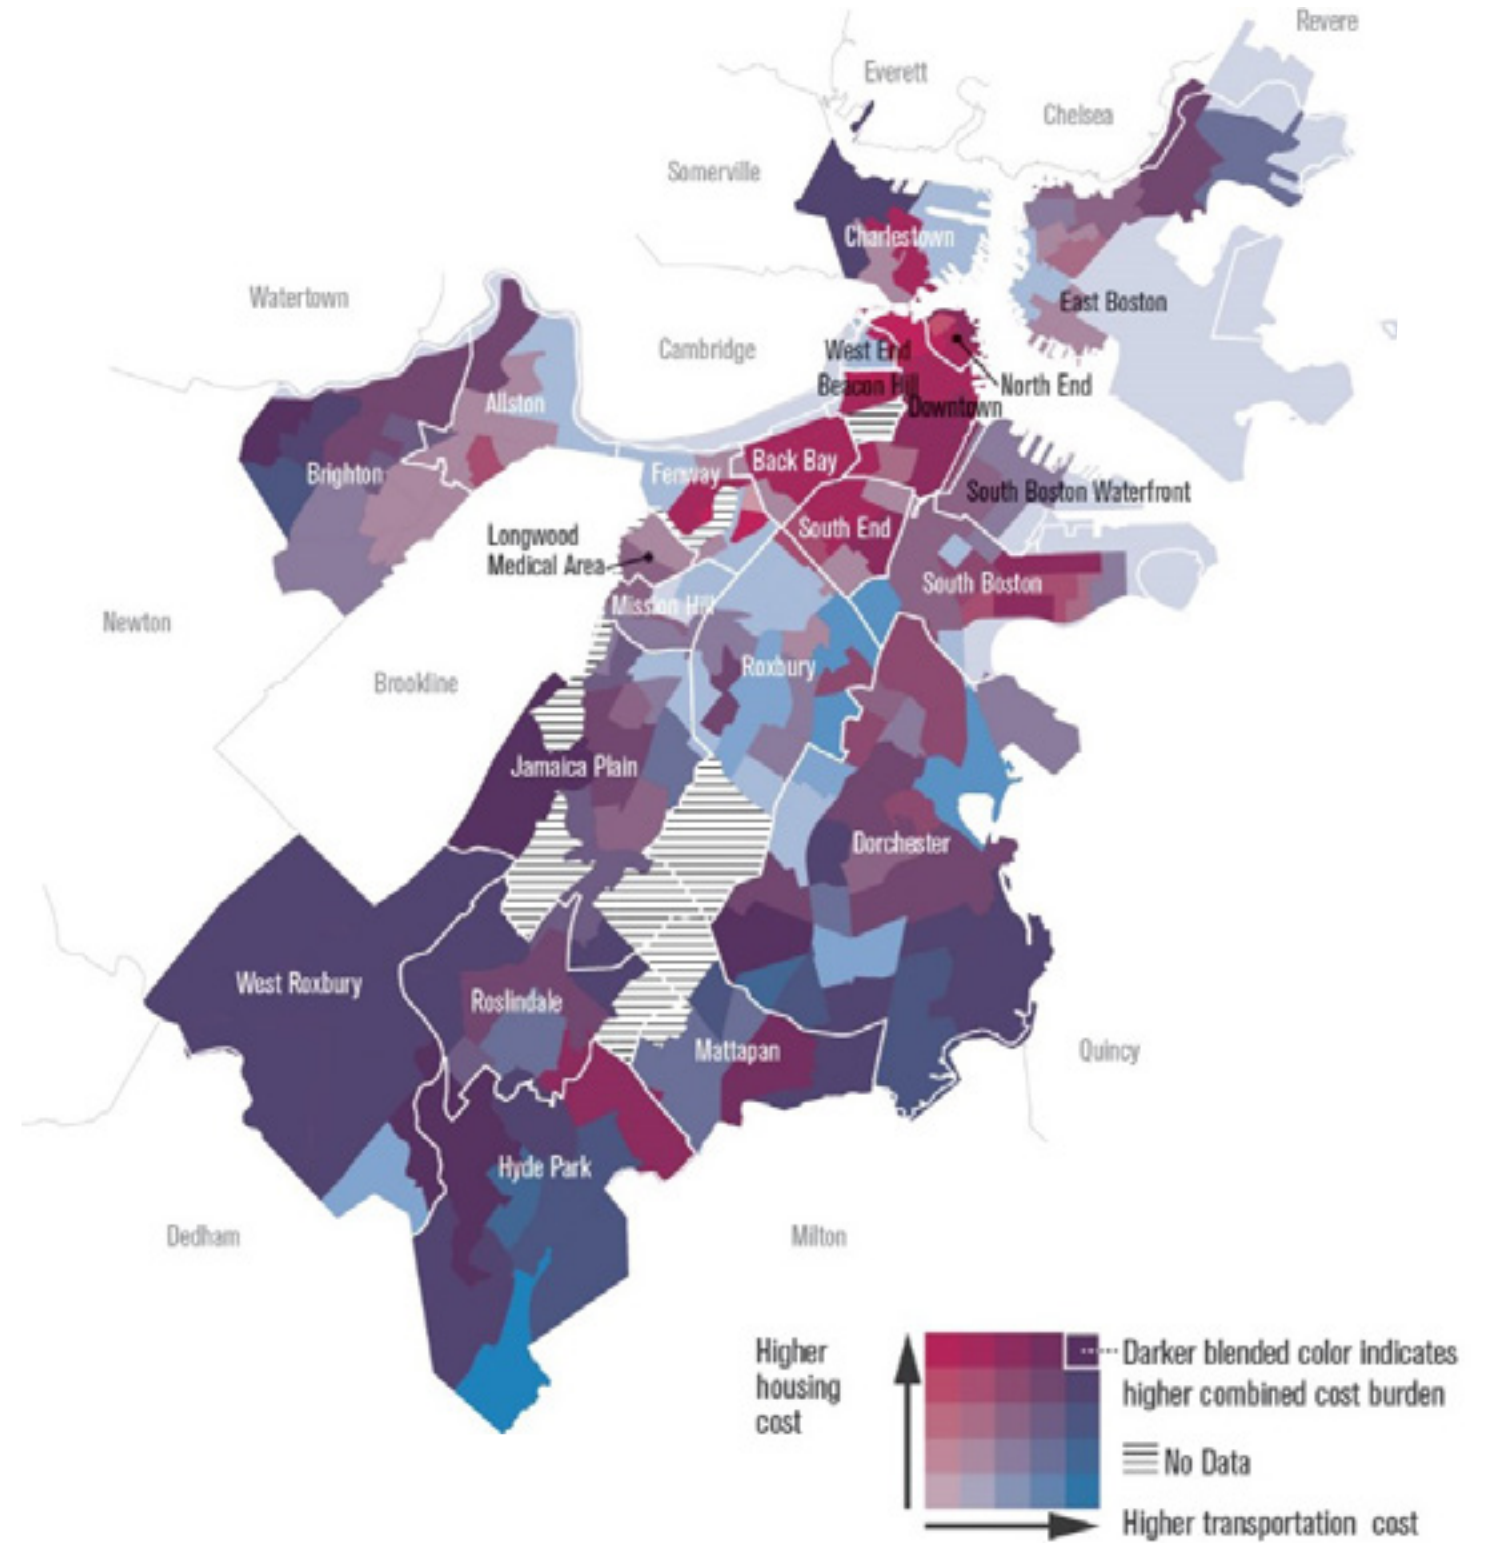 Revere
Everett
Chelsea
Somerville
Charlestown
Watertown
East Boston
Cambridge
West End
Beacon Hill
North End
Allston
Downtown
Brighton
Fenway
Back Bay
South Boston Waterfront
Longwood
Medical Area
South End
South Boston
Mission Hill
Newton
Brookline
Roxbury
Jamaica Plain
Dorchester
West Roxbury
Roslindale
Mattapan
Quincy
Hyde Park
Dedham
Milton
Higher
housing
cost
Darker blended color indicates
higher combined cost burden
No Data
Higher transportation cost